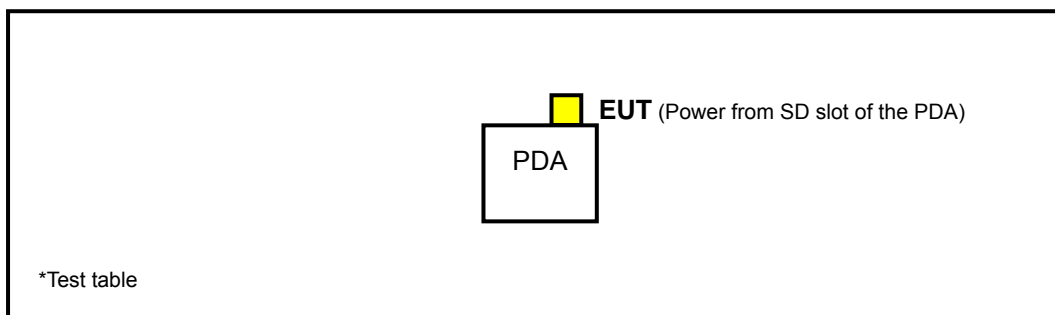 EUT (Power from SD slot of the PDA)
PDA
*Test table